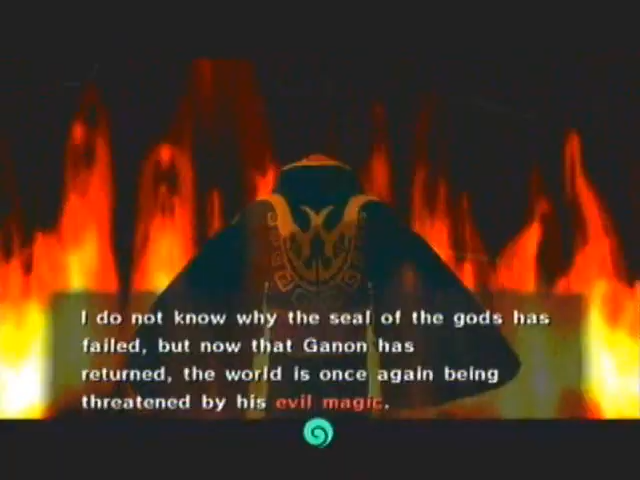 I do not know why the seal of the gods has
failed, but now that Ganon has
returned, the world is once again being
threatened by his evil magic.